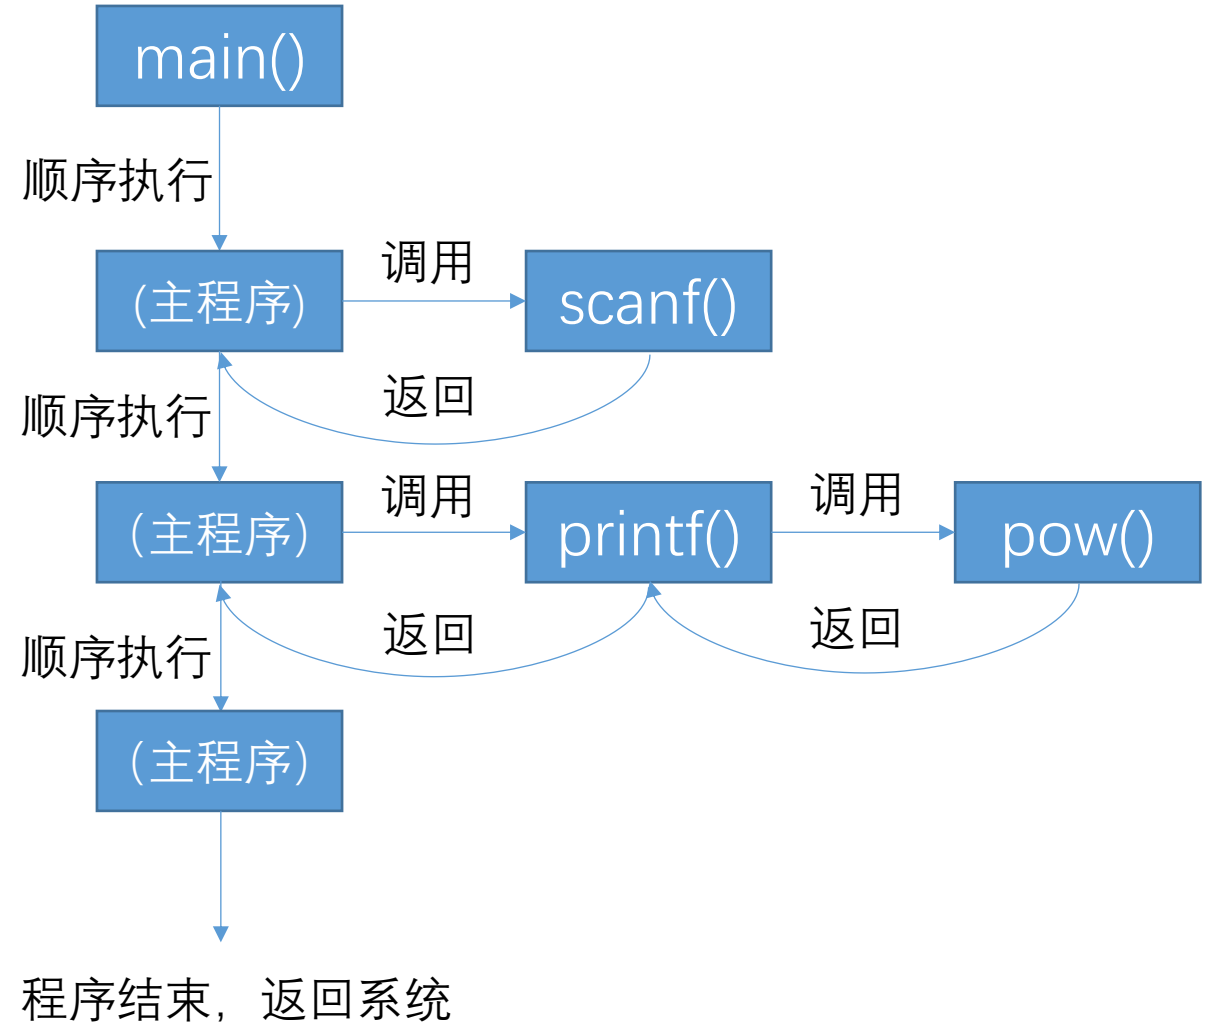 main()
顺序执行
(主程序)
调用
scanf()
返回
顺序执行
(主程序)
调用
printf()
调用
pow()
返回
返回
顺序执行
(主程序)
程序结束，返回系统